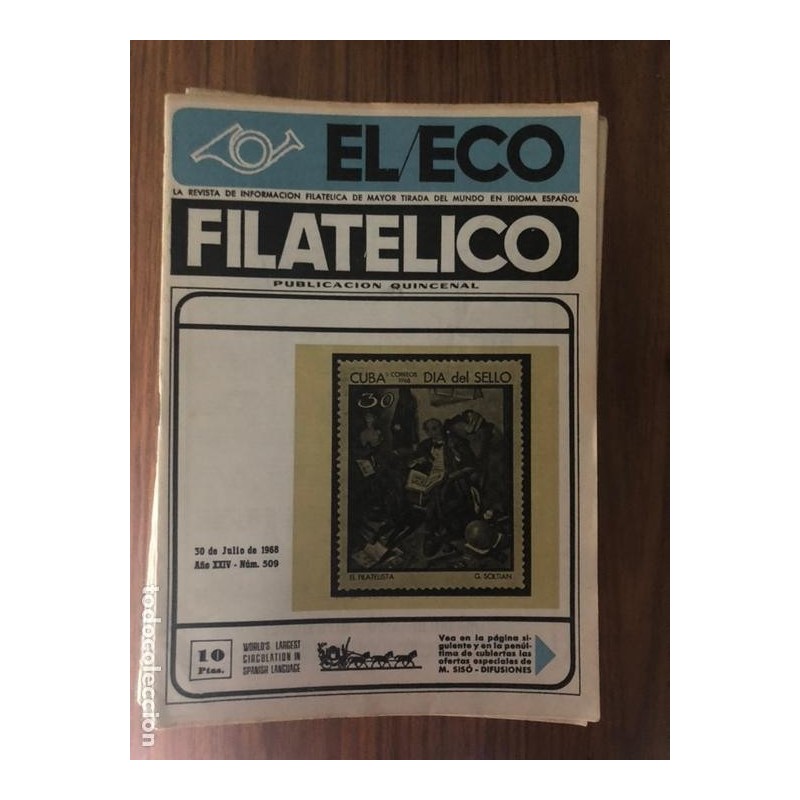 EL/ECO
LA REVISTA DE INFORMACION FILATELICA DE MAYOR TIRADA DEL MUNDO EN IDIOMA ESPAÑOL
FILATELICO
PUBLICACION QUINCENAL
CUBA CORREOS 1968 DIA del SELLO
30
EL FILATELISTA G. SOLTIAN
30 de Julio de 1968
Año XXIV - Núm. 509
10
Ptas.
WORLD'S LARGEST
CIRCULATION IN
SPANISH LANGUAGE
Vea en la página si-
guiente y en la penúl-
tima de cubiertas las
ofertas especiales de
M. SISÓ - DIFUSIONES
todocoleccion